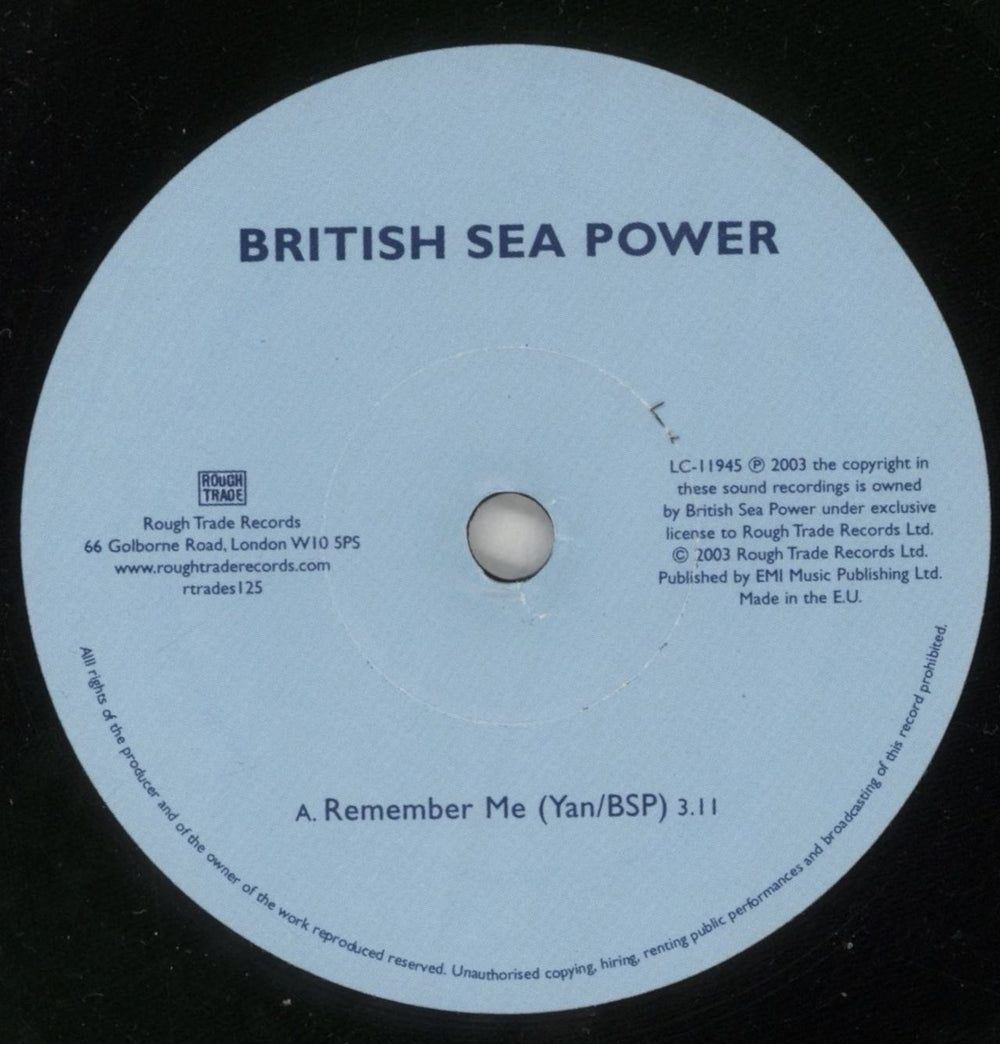 BRITISH SEA POWER
ROUGH
TRADE
Rough Trade Records
66 Golborne Road, London W10 5PS
www.roughtraderecords.com
rtrades125
LC-11945 ℗ 2003 the copyright in
these sound recordings is owned
by British Sea Power under exclusive
license to Rough Trade Records Ltd.
© 2003 Rough Trade Records Ltd.
Published by EMI Music Publishing Ltd.
Made in the E.U.
A. Remember Me (Yan/BSP) 3.11
All rights of the producer and of the owner of the work reproduced reserved. Unauthorised copying, hiring, renting public performances and broadcasting of this record prohibited.